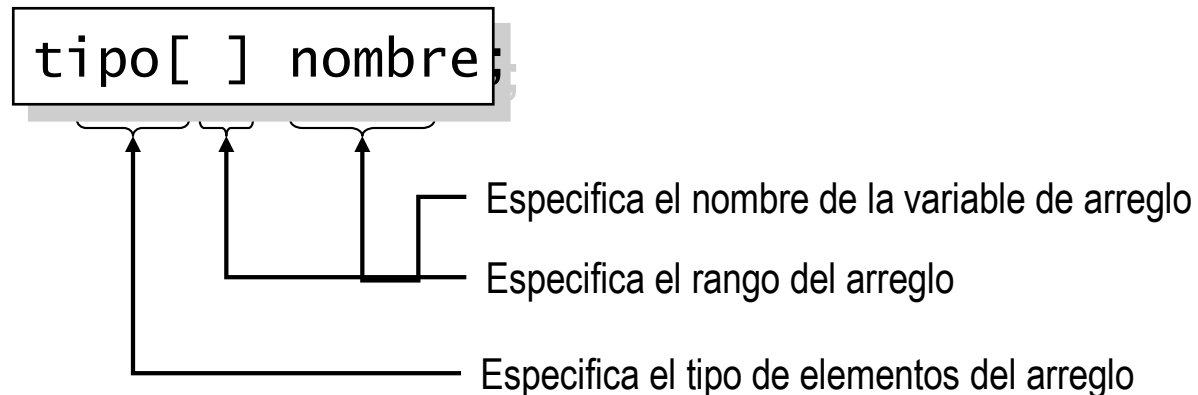 tipo[ ] nombre;
Especifica el nombre de la variable de arreglo
Especifica el rango del arreglo
Especifica el tipo de elementos del arreglo